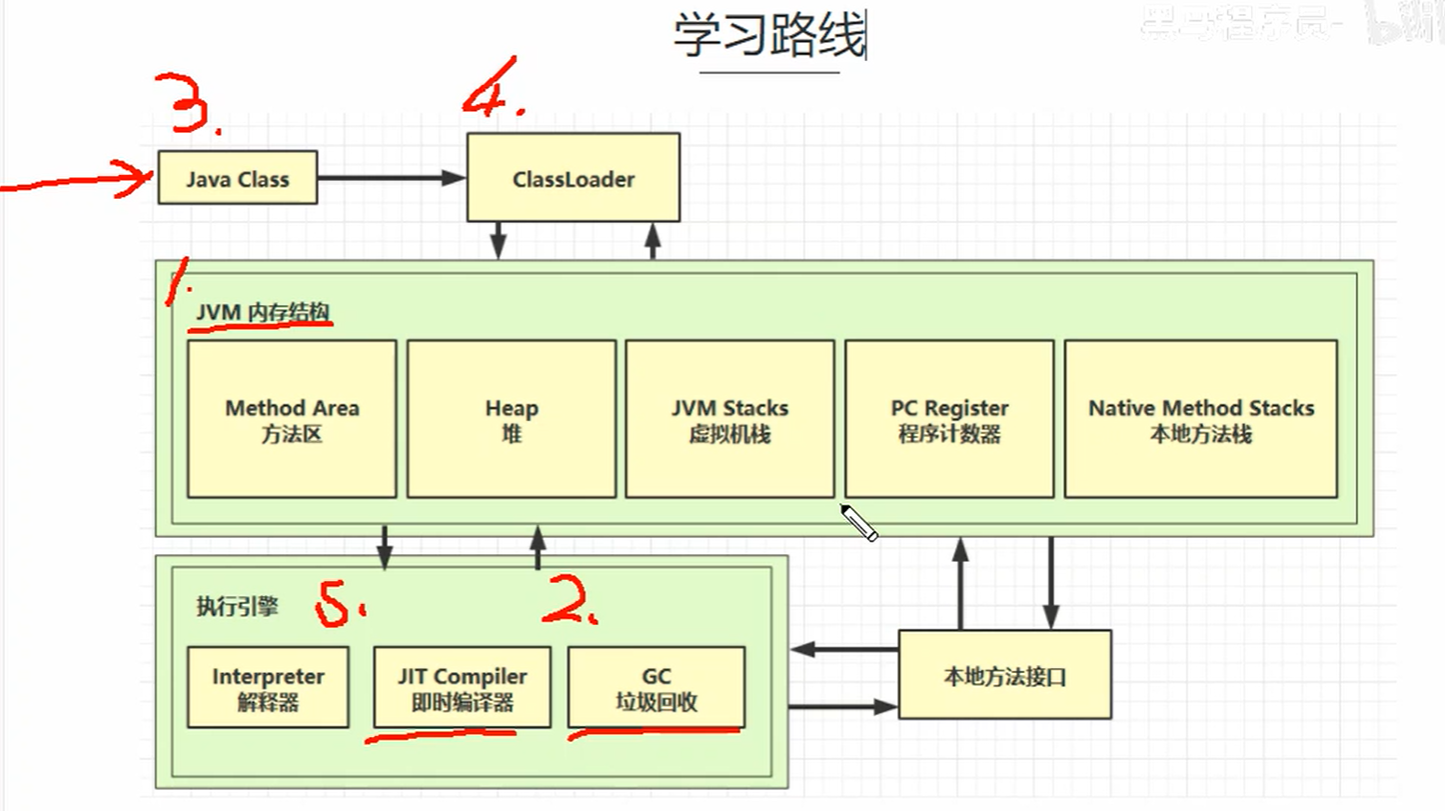 学习路线
黑马程序员-
3.
4.
Java Class
ClassLoader
1.
JVM 内存结构
Method Area
方法区
Heap
堆
JVM Stacks
虚拟机栈
PC Register
程序计数器
Native Method Stacks
本地方法栈
执行引擎
5.
2.
Interpreter
解释器
JIT Compiler
即时编译器
GC
垃圾回收
本地方法接口